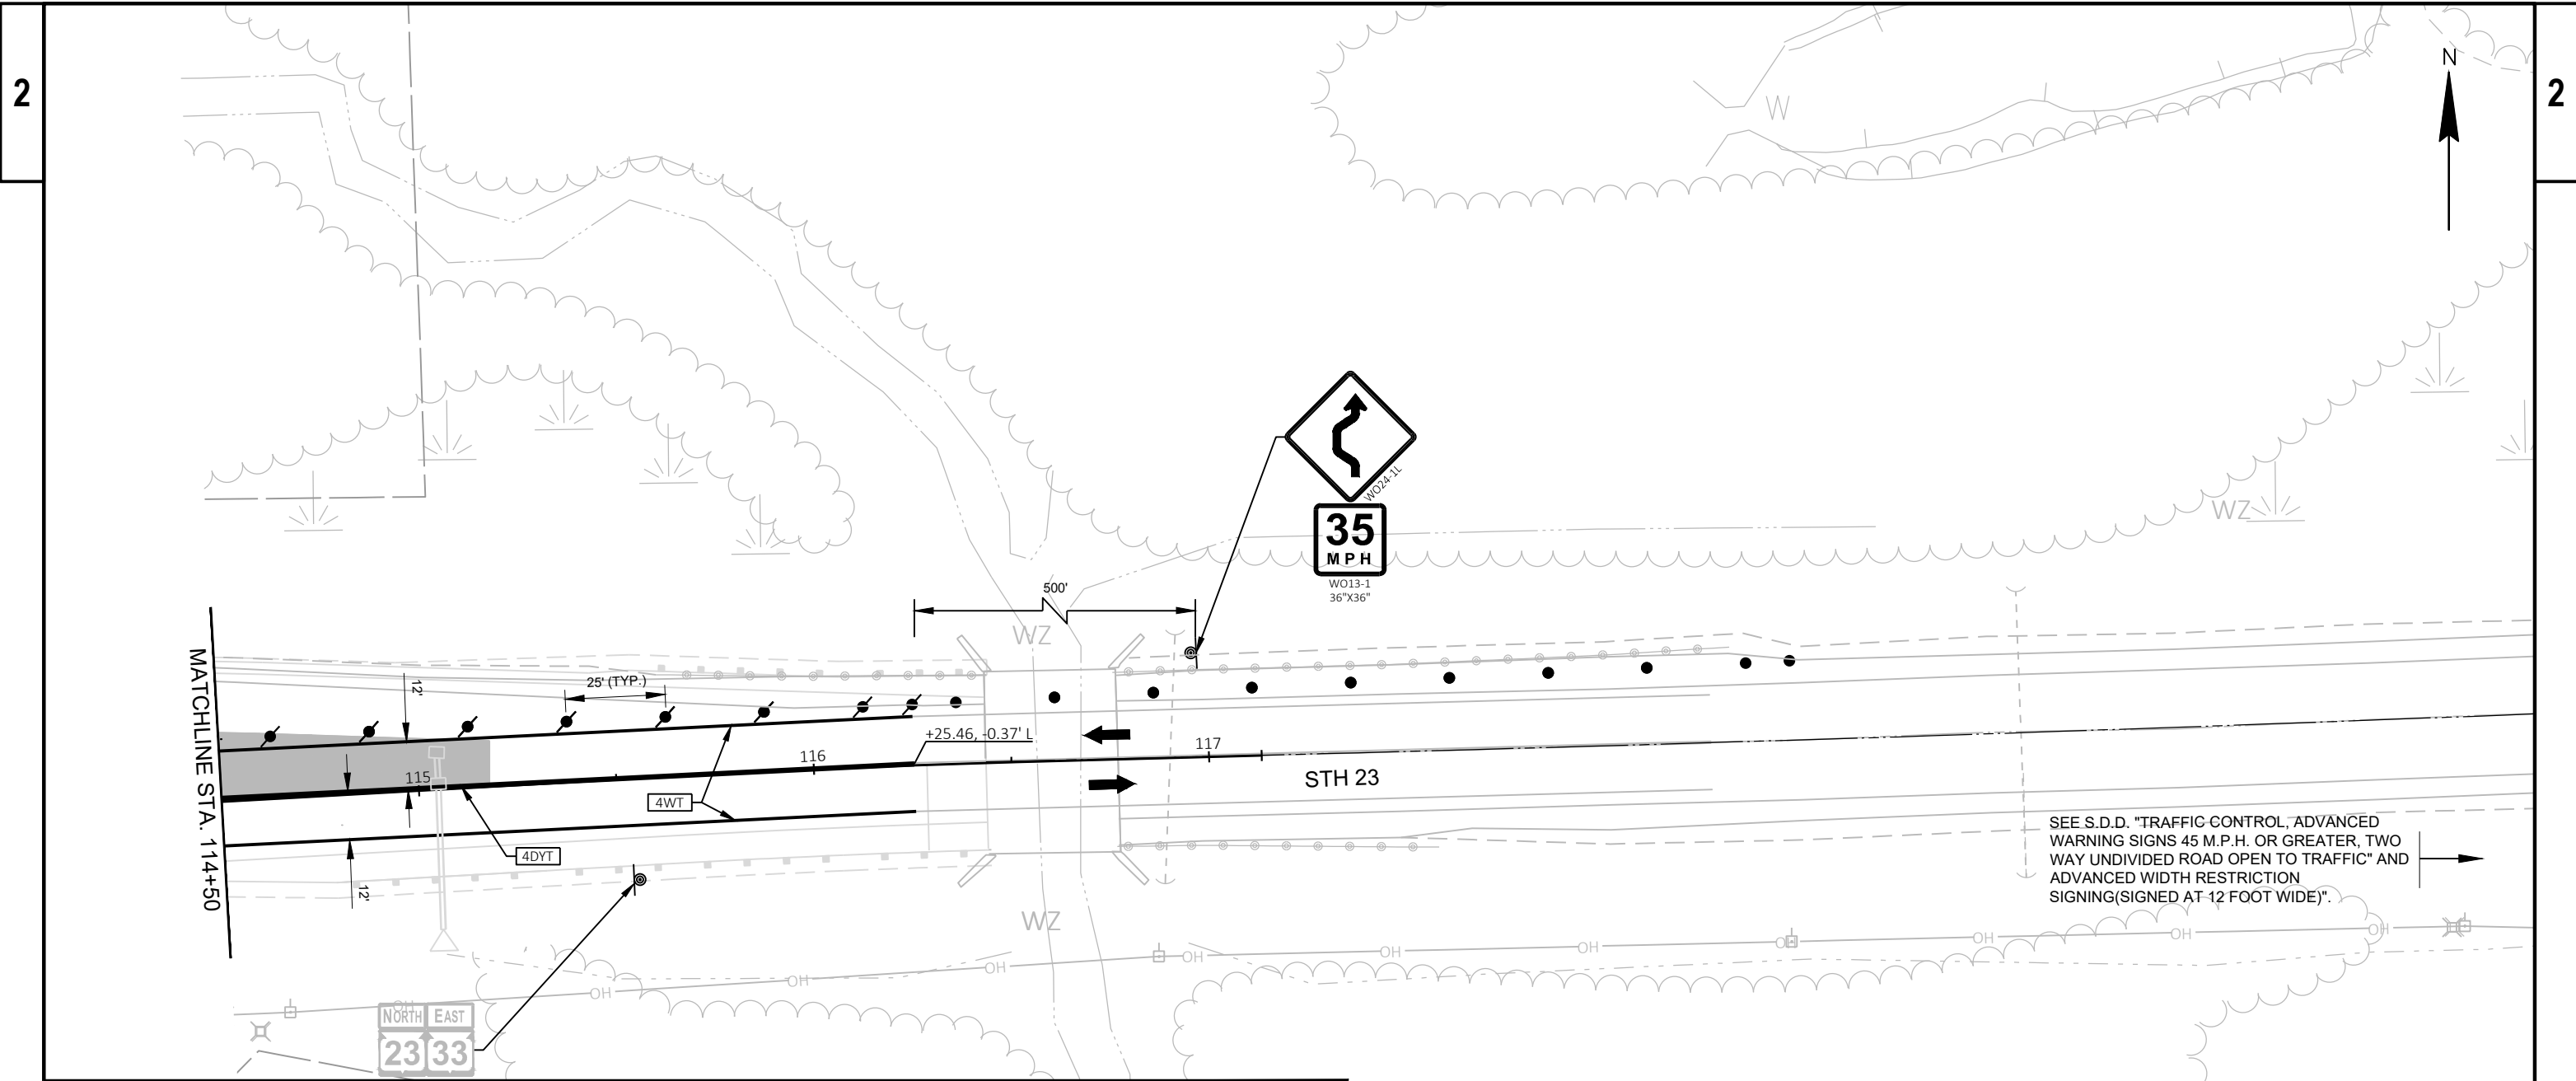 2
2
N
W
WO24-1L
35
MPH
WO13-1
36"X36"
WZ
500'
WZ
MATCHLINE STA. 114+50
12'
25' (TYP.)
+25.46, -0.37' L
115
116
117
STH 23
4WT
4DYT
12'
SEE S.D.D. "TRAFFIC CONTROL, ADVANCED
WARNING SIGNS 45 M.P.H. OR GREATER, TWO
WAY UNDIVIDED ROAD OPEN TO TRAFFIC" AND
ADVANCED WIDTH RESTRICTION
SIGNING(SIGNED AT 12 FOOT WIDE)".
WZ
OH
OH
OH
OH
OH
OH
OH
OH
OH
OH
OH
NORTH EAST
23 33